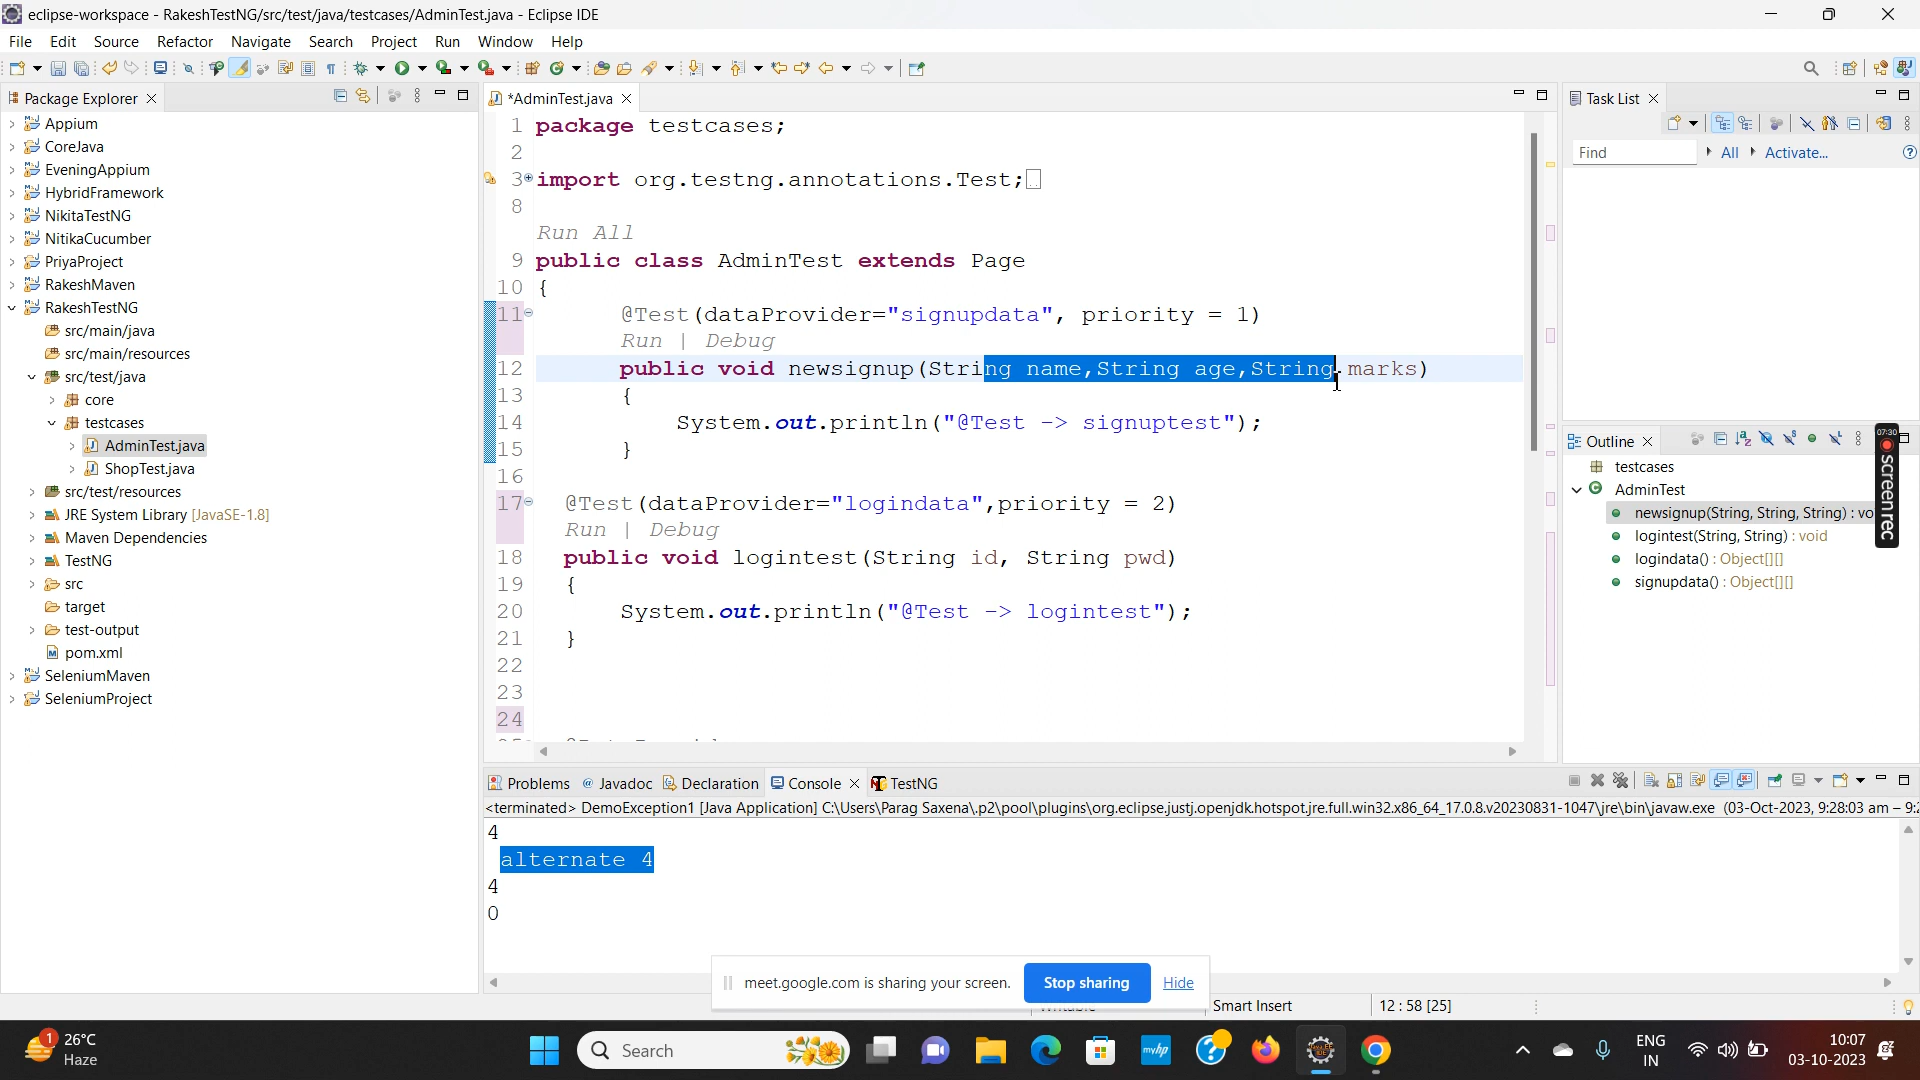 eclipse-workspace - RakeshTestNG/src/test/java/testcases/AdminTest.java - Eclipse IDE
File Edit Source Refactor Navigate Search Project Run Window Help
Package Explorer
Appium
CoreJava
EveningAppium
HybridFramework
NikitaTestNG
NitikaCucumber
PriyaProject
RakeshMaven
RakeshTestNG
src/main/java
src/main/resources
src/test/java
core
testcases
AdminTest.java
ShopTest.java
src/test/resources
JRE System Library [JavaSE-1.8]
Maven Dependencies
TestNG
src
target
test-output
pom.xml
SeleniumMaven
SeleniumProject
*AdminTest.java
1 package testcases;
2
3 import org.testng.annotations.Test;
8
Run All
9 public class AdminTest extends Page
10 {
11 @Test(dataProvider="signupdata", priority = 1)
Run | Debug
12 public void newsignup(String name,String age,String marks)
13 {
14 System.out.println("@Test -> signuptest");
15 }
16
17 @Test(dataProvider="logindata",priority = 2)
Run | Debug
18 public void logintest(String id, String pwd)
19 {
20 System.out.println("@Test -> logintest");
21 }
22
23
24
Task List
Find All Activate...
Outline
testcases
AdminTest
newsignup(String, String, String) : vo
logintest(String, String) : void
logindata() : Object[][]
signupdata() : Object[][]
07:30
screenrec
Problems Javadoc Declaration Console TestNG
<terminated> DemoException1 [Java Application] C:\Users\Parag Saxena\.p2\pool\plugins\org.eclipse.justj.openjdk.hotspot.jre.full.win32.x86_64_17.0.8.v20230831-1047\jre\bin\javaw.exe (03-Oct-2023, 9:28:03 am – 9:2
4
alternate 4
4
0
meet.google.com is sharing your screen. Stop sharing Hide
Smart Insert 12 : 58 [25]
1
26°C
Haze
Search
myhp
ENG
IN
10:07
03-10-2023